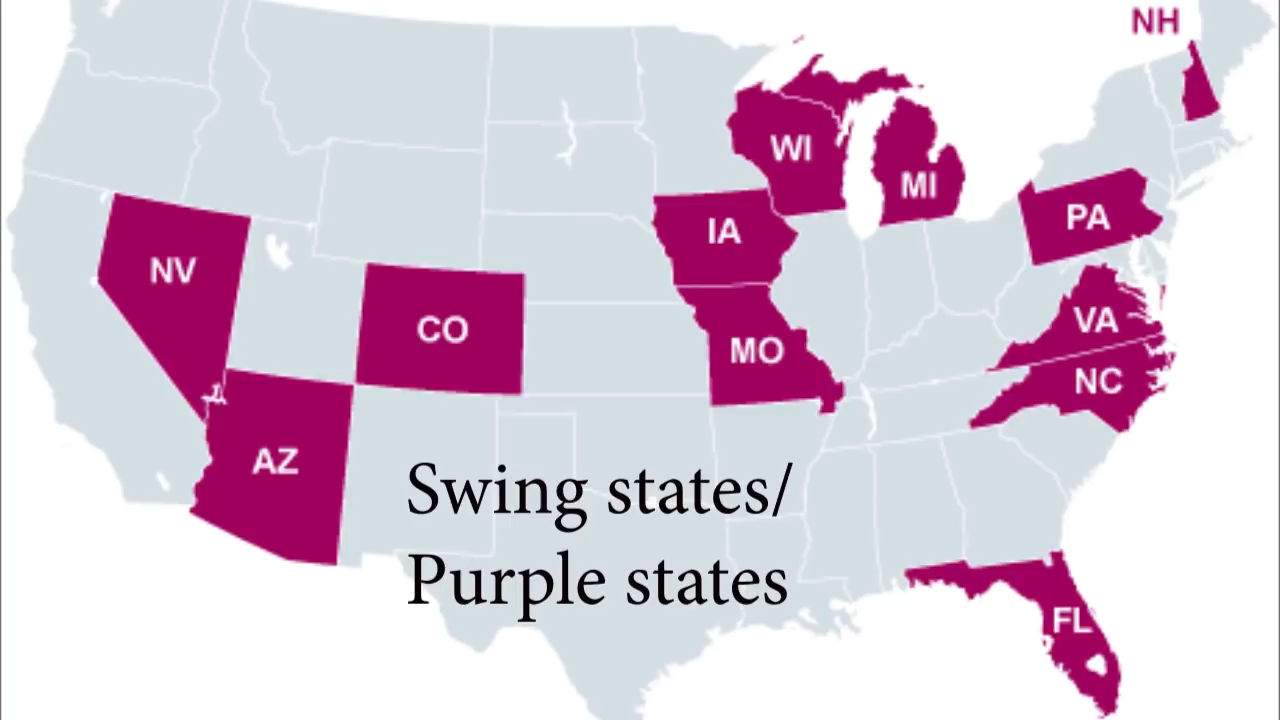 NH
WI
MI
IA
PA
NV
CO
VA
MO
NC
AZ
Swing states/
Purple states
FL